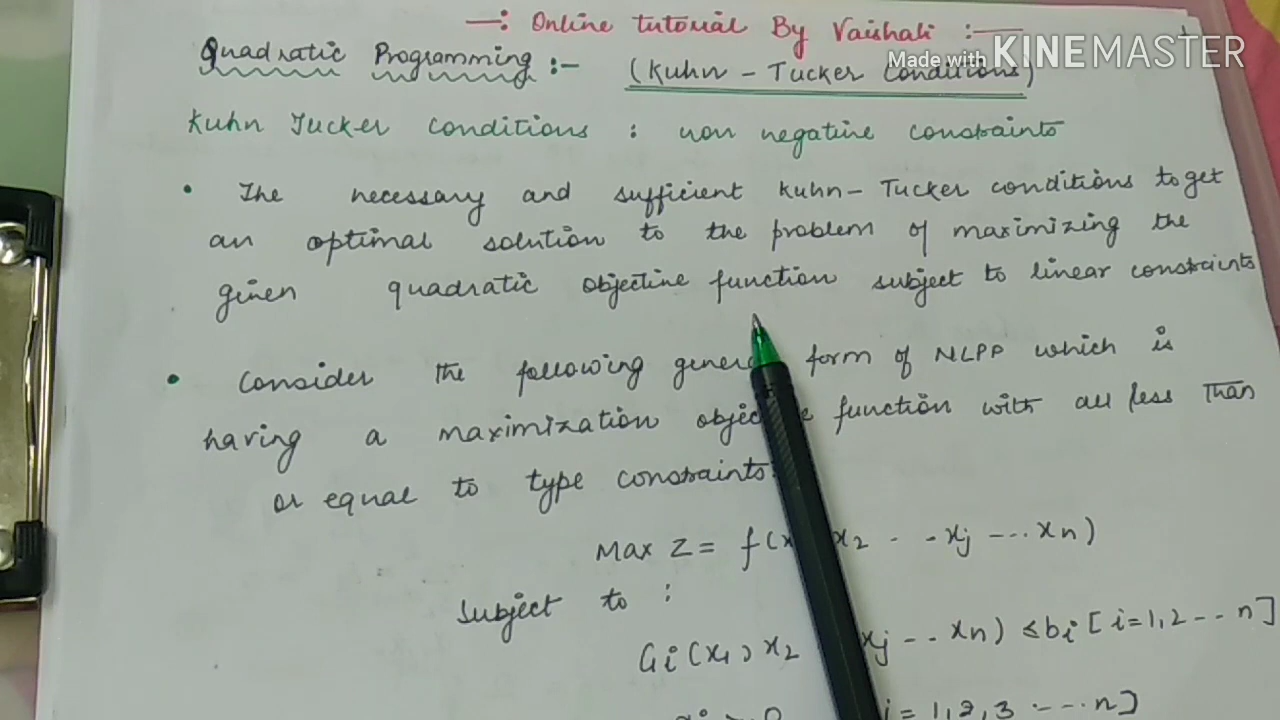 —: Online tutorial By Vaishali :—
Made with KINEMASTER
Quadratic Programming :- (Kuhn - Tucker Conditions)
Kuhn Tucker conditions : non negative constraints
• The necessary and sufficient Kuhn - Tucker conditions to get
an optimal solution to the problem of maximizing the
given quadratic objective function subject to linear constraints
• Consider the following general form of NLPP which is
having a maximization objective function with all less than
or equal to type constraints
Max Z = f(x x2 - - xj --- xn)
Subject to :
Gi (x1, x2 xj - - xn) ≤ bi [i = 1, 2 -- n]
i = 1, 2, 3 ---- n]